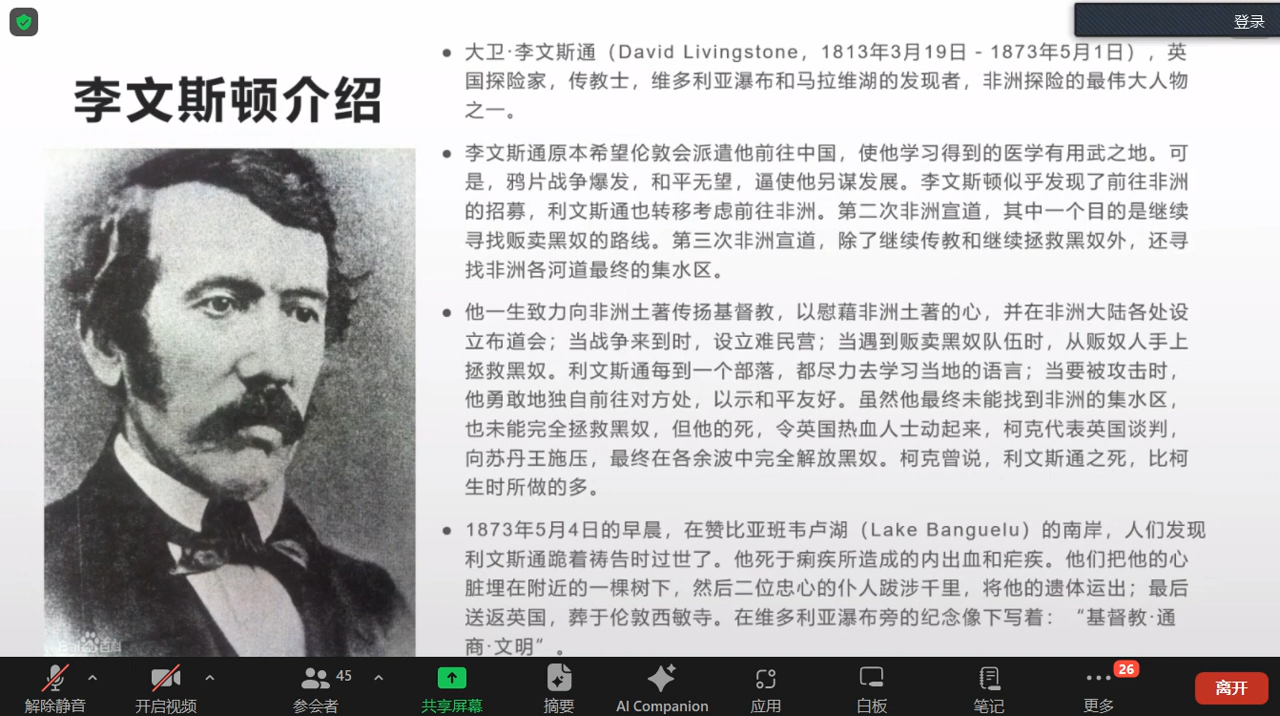 登录
李文斯顿介绍
• 大卫·李文斯通（David Livingstone，1813年3月19日 - 1873年5月1日），英
国探险家，传教士，维多利亚瀑布和马拉维湖的发现者，非洲探险的最伟大人物
之一。
• 李文斯通原本希望伦敦会派遣他前往中国，使他学习得到的医学有用武之地。可
是，鸦片战争爆发，和平无望，逼使他另谋发展。李文斯顿似乎发现了前往非洲
的招募，利文斯通也转移考虑前往非洲。第二次非洲宣道，其中一个目的是继续
寻找贩卖黑奴的路线。第三次非洲宣道，除了继续传教和继续拯救黑奴外，还寻
找非洲各河道最终的集水区。
• 他一生致力向非洲土著传扬基督教，以慰藉非洲土著的心，并在非洲大陆各处设
立布道会；当战争来到时，设立难民营；当遇到贩卖黑奴队伍时，从贩奴人手上
拯救黑奴。利文斯通每到一个部落，都尽力去学习当地的语言；当要被攻击时，
他勇敢地独自前往对方处，以示和平友好。虽然他最终未能找到非洲的集水区，
也未能完全拯救黑奴，但他的死，令英国热血人士动起来，柯克代表英国谈判，
向苏丹王施压，最终在各余波中完全解放黑奴。柯克曾说，利文斯通之死，比柯
生时所做的多。
• 1873年5月4日的早晨，在赞比亚班韦卢湖（Lake Banguelu）的南岸，人们发现
利文斯通跪着祷告时过世了。他死于痢疾所造成的内出血和疟疾。他们把他的心
脏埋在附近的一棵树下，然后二位忠心的仆人跋涉千里，将他的遗体运出；最后
送返英国，葬于伦敦西敏寺。在维多利亚瀑布旁的纪念像下写着：“基督教·通
商·文明”。
Bai百科
45
26
解除静音
开启视频
参会者
共享屏幕
摘要
AI Companion
应用
白板
笔记
更多
离开